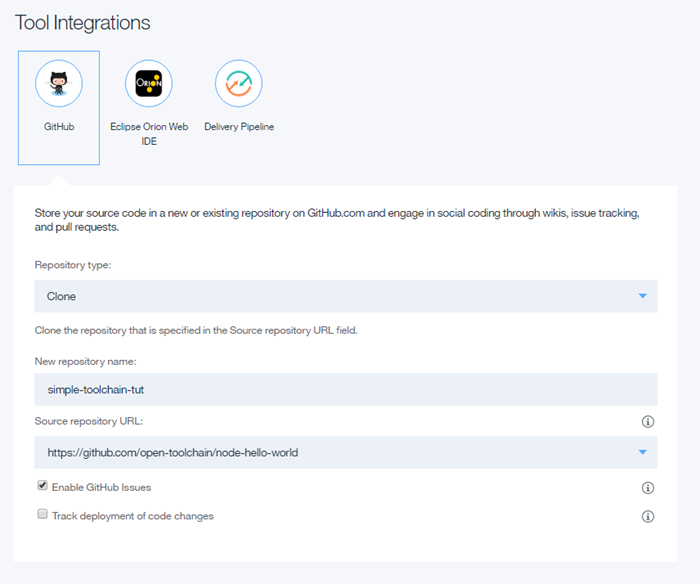 Tool Integrations
ORION
GitHub
Eclipse Orion Web
IDE
Delivery Pipeline
Store your source code in a new or existing repository on GitHub.com and engage in social coding through wikis, issue tracking,
and pull requests.
Repository type:
Clone
Clone the repository that is specified in the Source repository URL field.
New repository name:
simple-toolchain-tut
Source repository URL:
https://github.com/open-toolchain/node-hello-world
Enable GitHub Issues
Track deployment of code changes